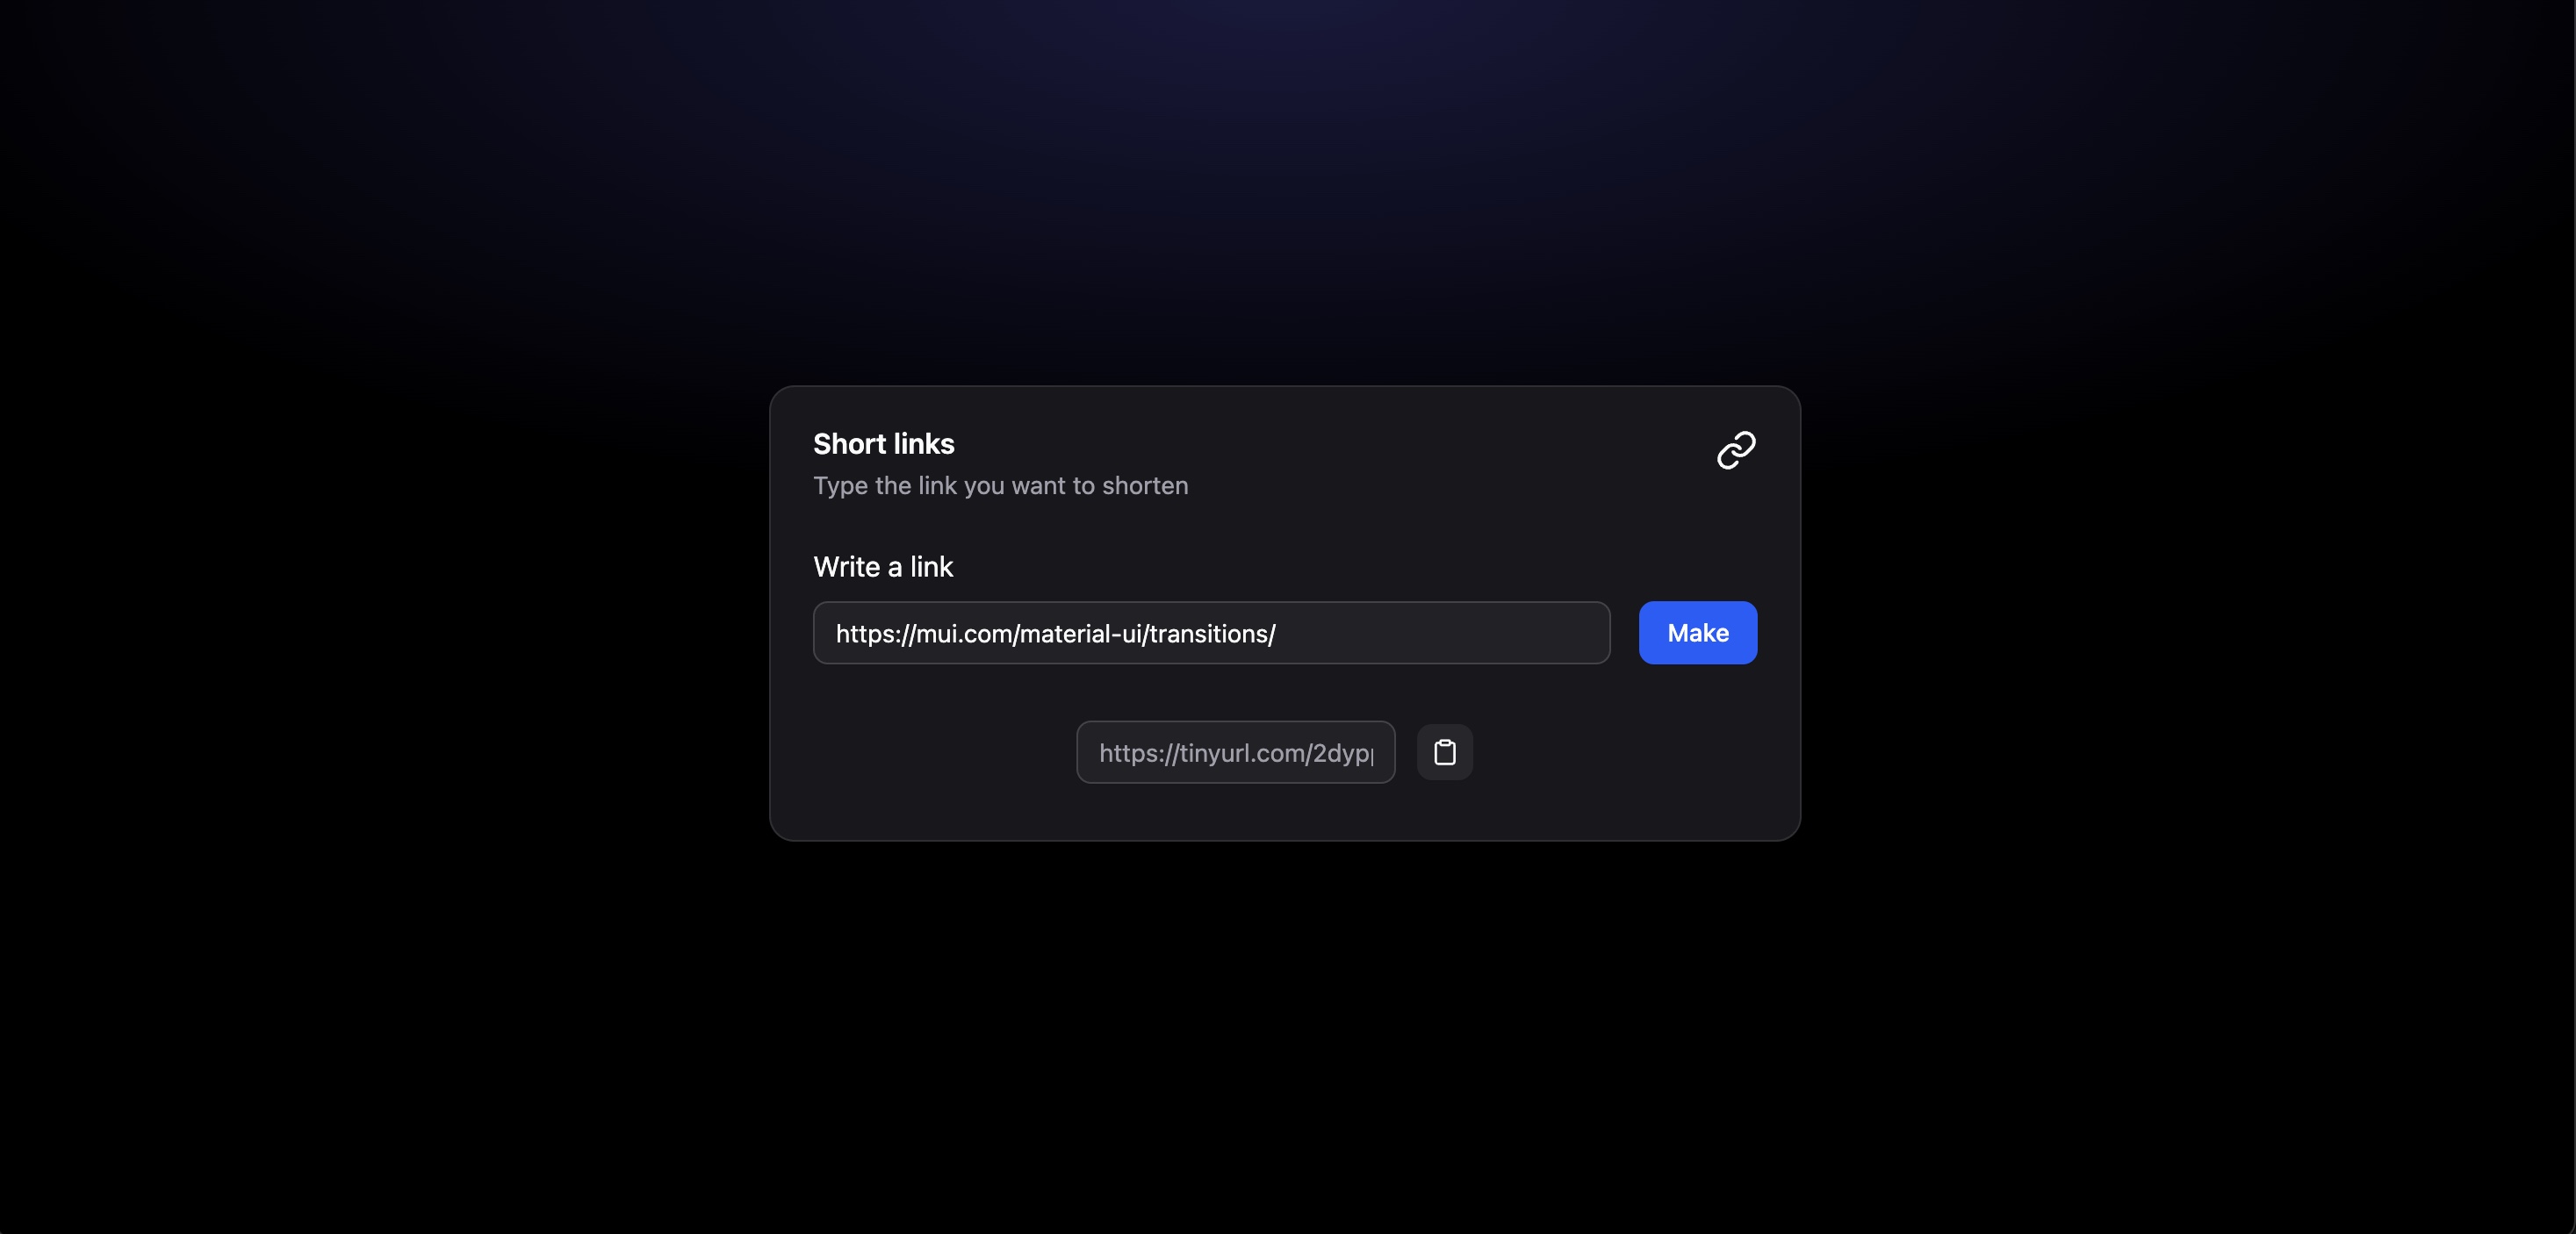 Short links
Type the link you want to shorten
Write a link
https://mui.com/material-ui/transitions/
Make
https://tinyurl.com/2dyp